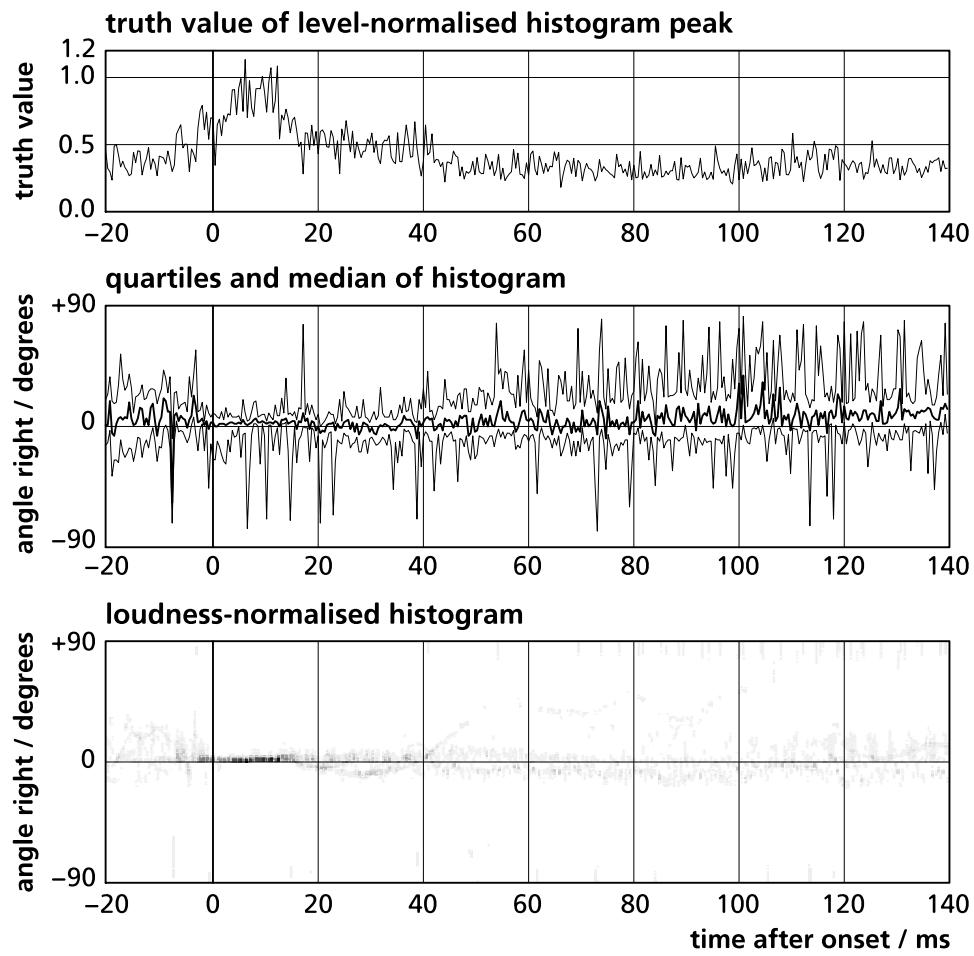 truth value of level-normalised histogram peak
truth value
1.2
1.0
0.5
0.0
−20 0 20 40 60 80 100 120 140
quartiles and median of histogram
angle right / degrees
+90
0
−90
−20 0 20 40 60 80 100 120 140
loudness-normalised histogram
angle right / degrees
+90
0
−90
−20 0 20 40 60 80 100 120 140
time after onset / ms